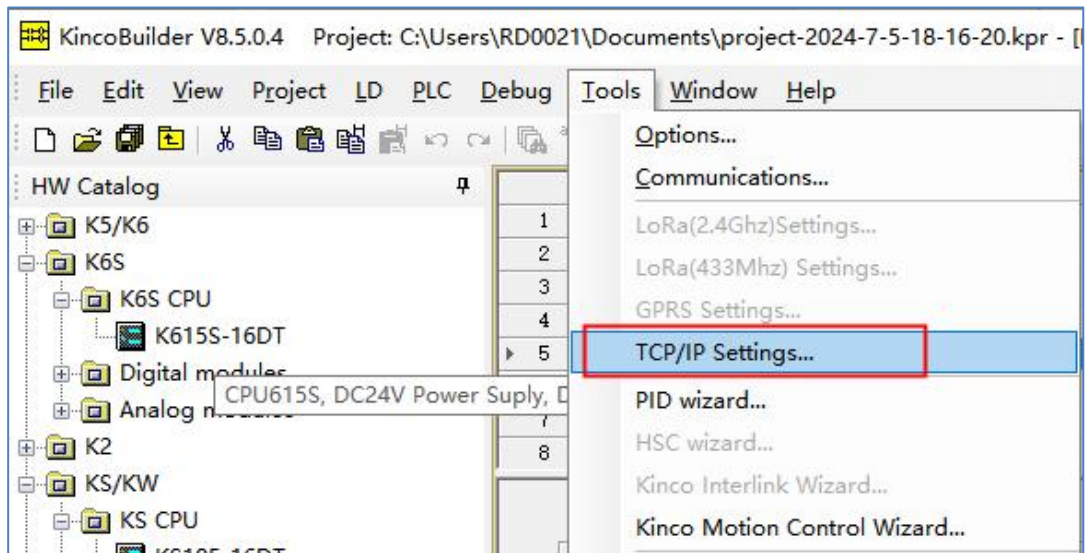 KincoBuilder V8.5.0.4 Project: C:\Users\RD0021\Documents\project-2024-7-5-18-16-20.kpr - [
File Edit View Project LD PLC Debug Tools Window Help
HW Catalog
K5/K6
K6S
K6S CPU
K615S-16DT
Digital modules
CPU615S, DC24V Power Suply, D
Analog
K2
KS/KW
KS CPU
KS105-16DT
1
2
3
4
5
7
8
Options...
Communications...
LoRa(2.4Ghz)Settings...
LoRa(433Mhz) Settings...
GPRS Settings...
TCP/IP Settings...
PID wizard...
HSC wizard...
Kinco Interlink Wizard...
Kinco Motion Control Wizard...